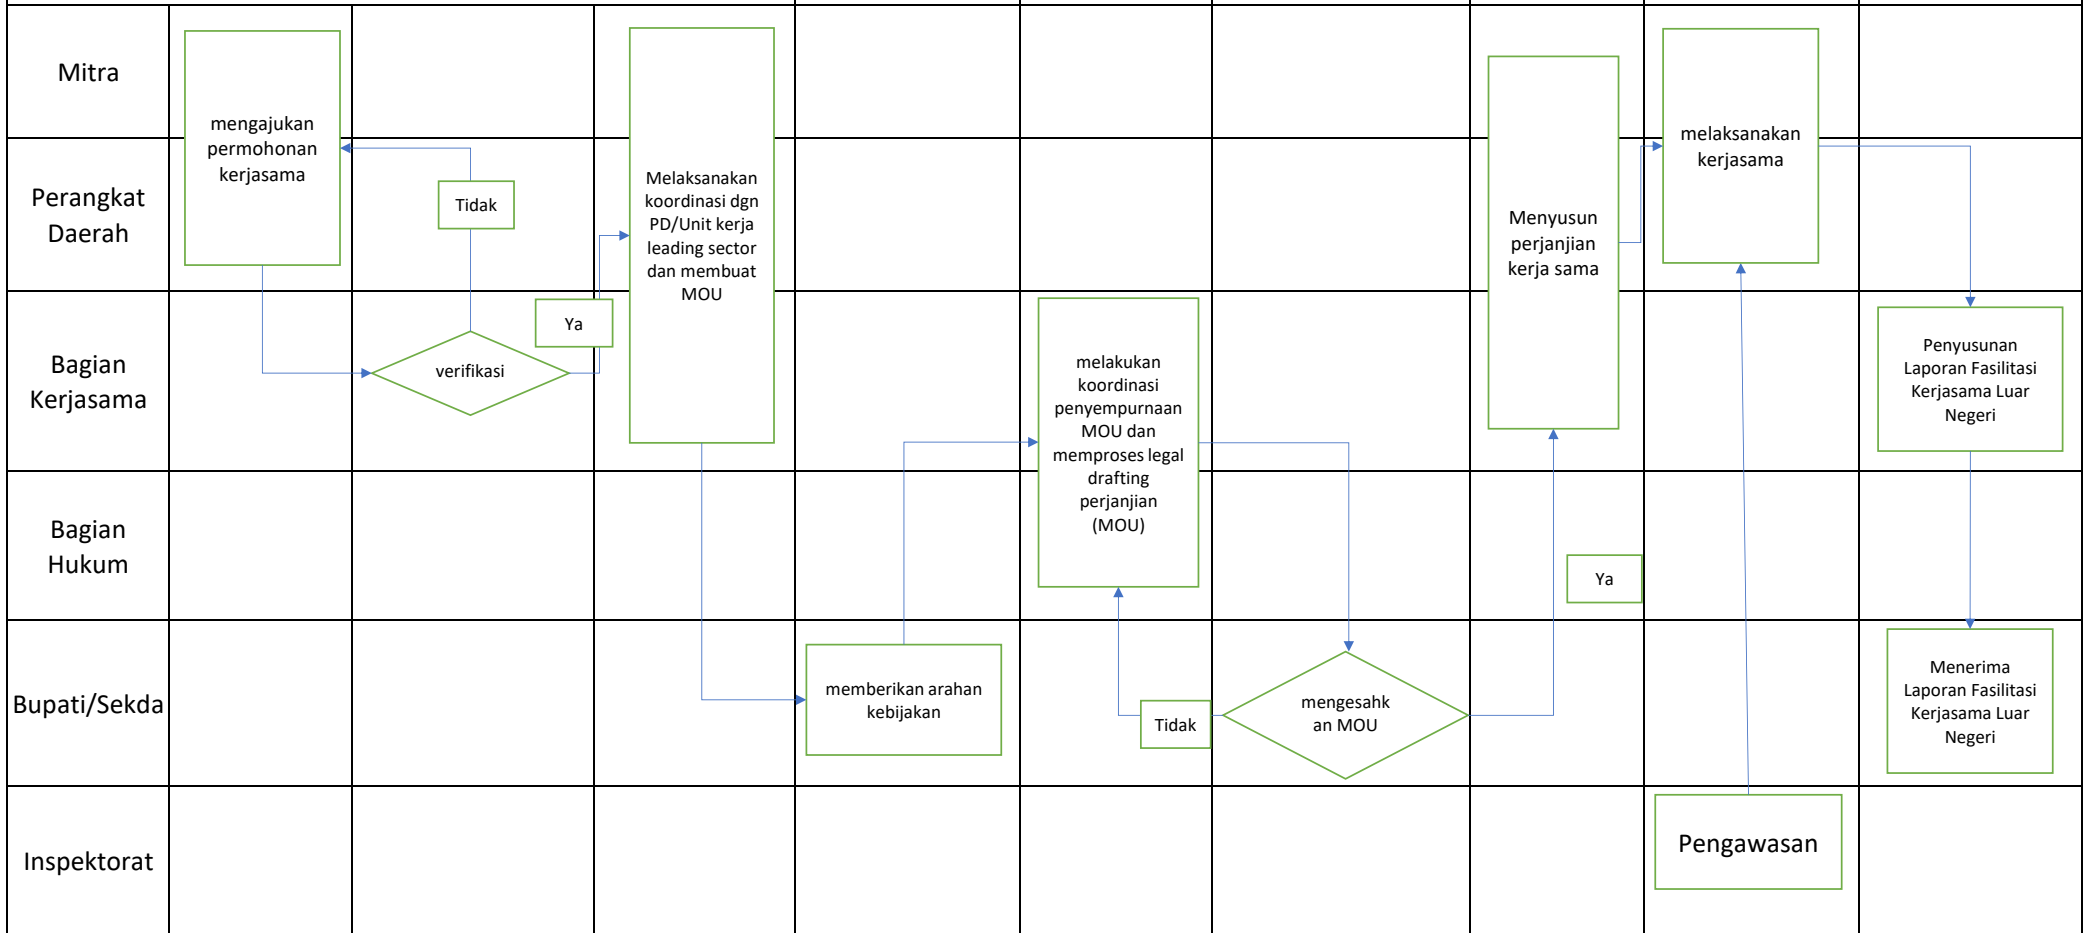 Mitra
Perangkat
Daerah
Bagian
Kerjasama
Bagian
Hukum
Bupati/Sekda
Inspektorat
mengajukan
permohonan
kerjasama
Tidak
verifikasi
Ya
Melaksanakan
koordinasi dgn
PD/Unit kerja
leading sector
dan membuat
MOU
memberikan arahan
kebijakan
melakukan
koordinasi
penyempurnaan
MOU dan
memproses legal
drafting
perjanjian
(MOU)
Tidak
mengesahk
an MOU
Ya
Menyusun
perjanjian
kerja sama
melaksanakan
kerjasama
Pengawasan
Penyusunan
Laporan Fasilitasi
Kerjasama Luar
Negeri
Menerima
Laporan Fasilitasi
Kerjasama Luar
Negeri